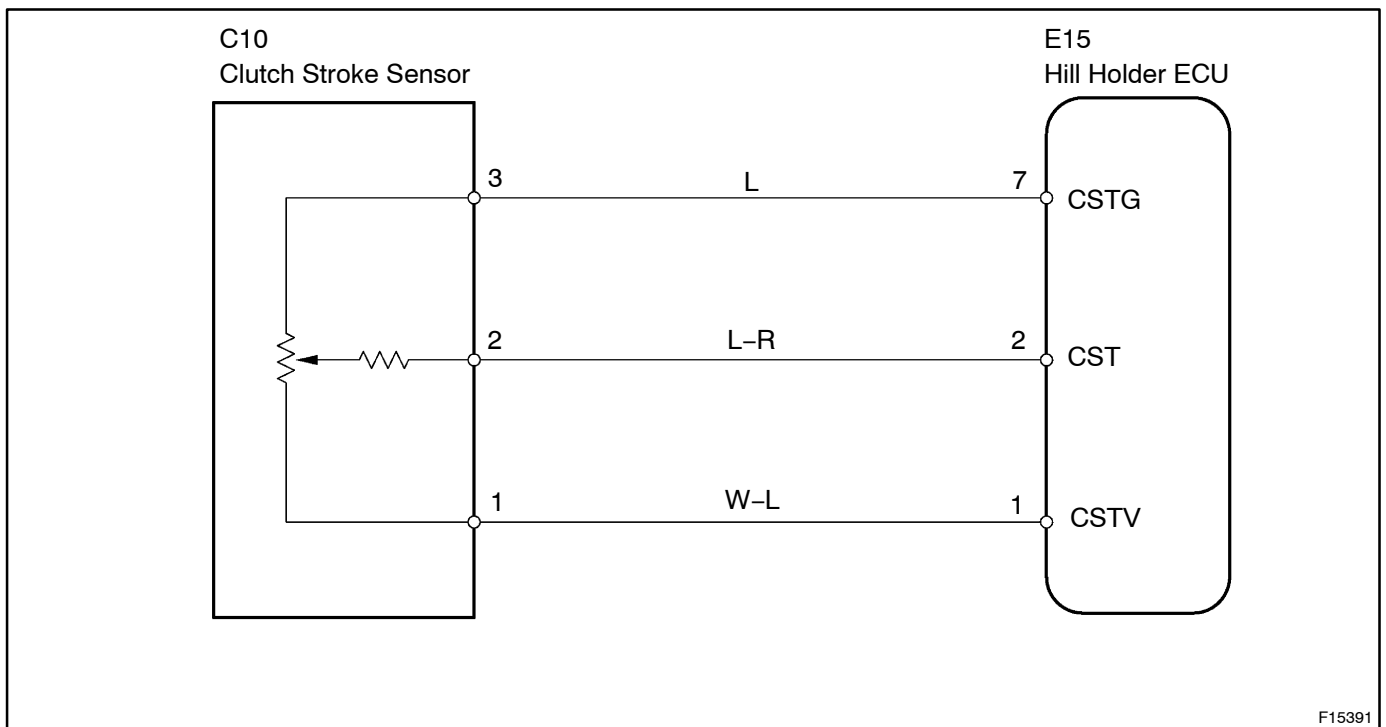 C10
Clutch Stroke Sensor
E15
Hill Holder ECU
3
L
7
CSTG
2
L−R
2
CST
1
W−L
1
CSTV
F15391